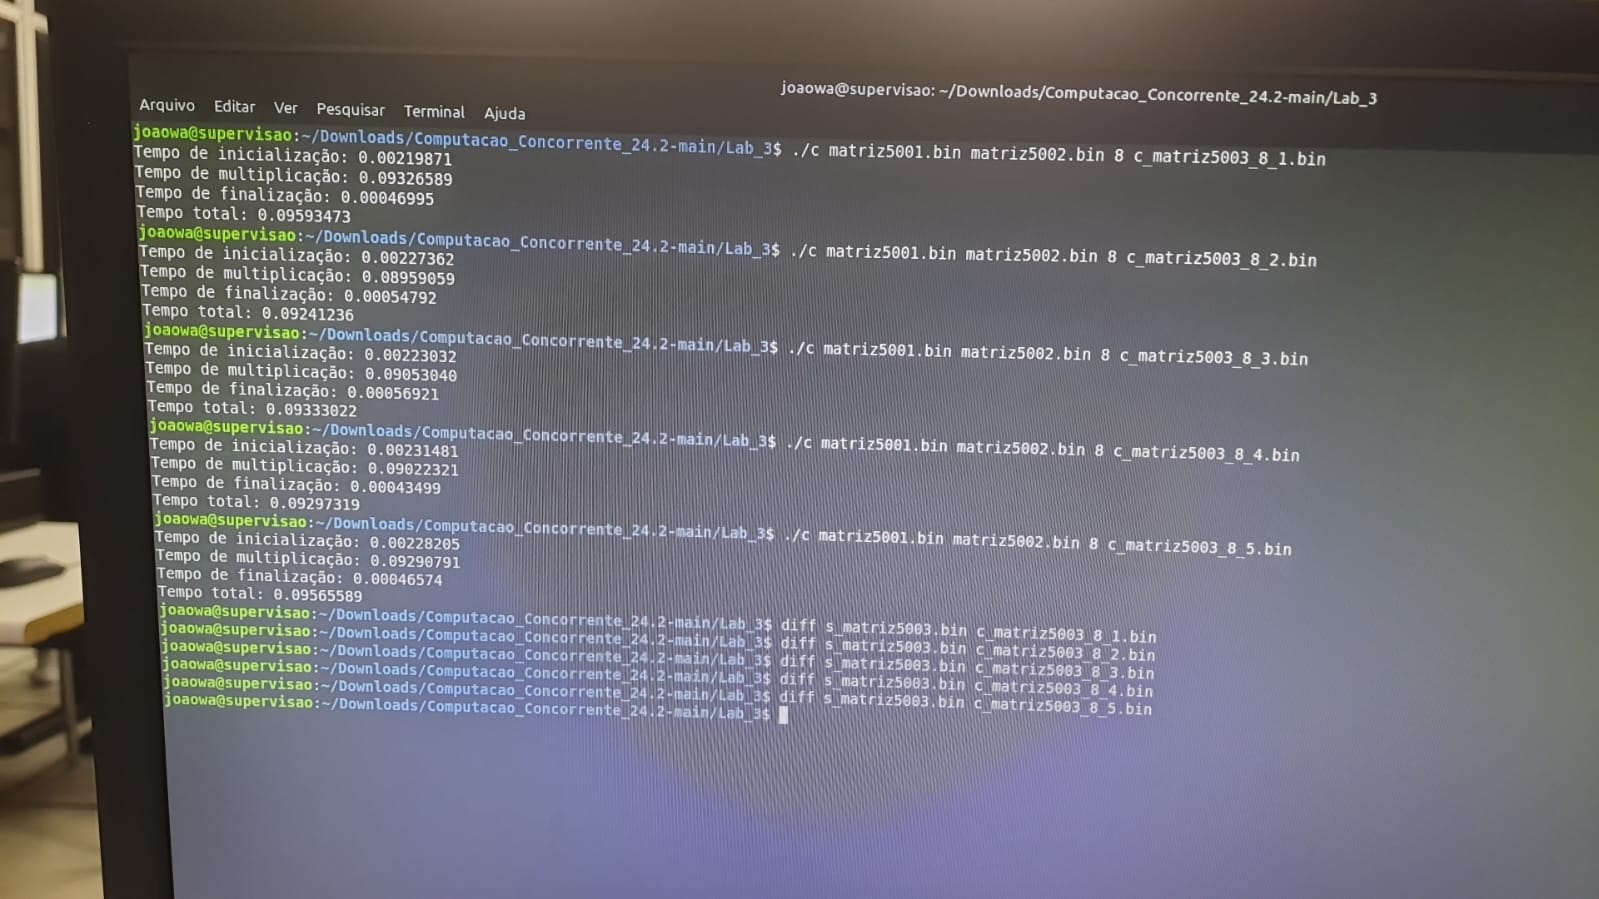 joaowa@supervisao: ~/Downloads/Computacao_Concorrente_24.2-main/Lab_3
Arquivo Editar Ver Pesquisar Terminal Ajuda
joaowa@supervisao:~/Downloads/Computacao_Concorrente_24.2-main/Lab_3$ ./c matriz5001.bin matriz5002.bin 8 c_matriz5003_8_1.bin
Tempo de inicialização: 0.00219871
Tempo de multiplicação: 0.09326589
Tempo de finalização: 0.00046995
Tempo total: 0.09593473
joaowa@supervisao:~/Downloads/Computacao_Concorrente_24.2-main/Lab_3$ ./c matriz5001.bin matriz5002.bin 8 c_matriz5003_8_2.bin
Tempo de inicialização: 0.00227362
Tempo de multiplicação: 0.08959059
Tempo de finalização: 0.00054792
Tempo total: 0.09241236
joaowa@supervisao:~/Downloads/Computacao_Concorrente_24.2-main/Lab_3$ ./c matriz5001.bin matriz5002.bin 8 c_matriz5003_8_3.bin
Tempo de inicialização: 0.00223032
Tempo de multiplicação: 0.09053040
Tempo de finalização: 0.00056921
Tempo total: 0.09333022
joaowa@supervisao:~/Downloads/Computacao_Concorrente_24.2-main/Lab_3$ ./c matriz5001.bin matriz5002.bin 8 c_matriz5003_8_4.bin
Tempo de inicialização: 0.00231481
Tempo de multiplicação: 0.09022321
Tempo de finalização: 0.00043499
Tempo total: 0.09297319
joaowa@supervisao:~/Downloads/Computacao_Concorrente_24.2-main/Lab_3$ ./c matriz5001.bin matriz5002.bin 8 c_matriz5003_8_5.bin
Tempo de inicialização: 0.00228205
Tempo de multiplicação: 0.09290791
Tempo de finalização: 0.00046574
Tempo total: 0.09565589
joaowa@supervisao:~/Downloads/Computacao_Concorrente_24.2-main/Lab_3$ diff s_matriz5003.bin c_matriz5003_8_1.bin
joaowa@supervisao:~/Downloads/Computacao_Concorrente_24.2-main/Lab_3$ diff s_matriz5003.bin c_matriz5003_8_2.bin
joaowa@supervisao:~/Downloads/Computacao_Concorrente_24.2-main/Lab_3$ diff s_matriz5003.bin c_matriz5003_8_3.bin
joaowa@supervisao:~/Downloads/Computacao_Concorrente_24.2-main/Lab_3$ diff s_matriz5003.bin c_matriz5003_8_4.bin
joaowa@supervisao:~/Downloads/Computacao_Concorrente_24.2-main/Lab_3$ diff s_matriz5003.bin c_matriz5003_8_5.bin
joaowa@supervisao:~/Downloads/Computacao_Concorrente_24.2-main/Lab_3$